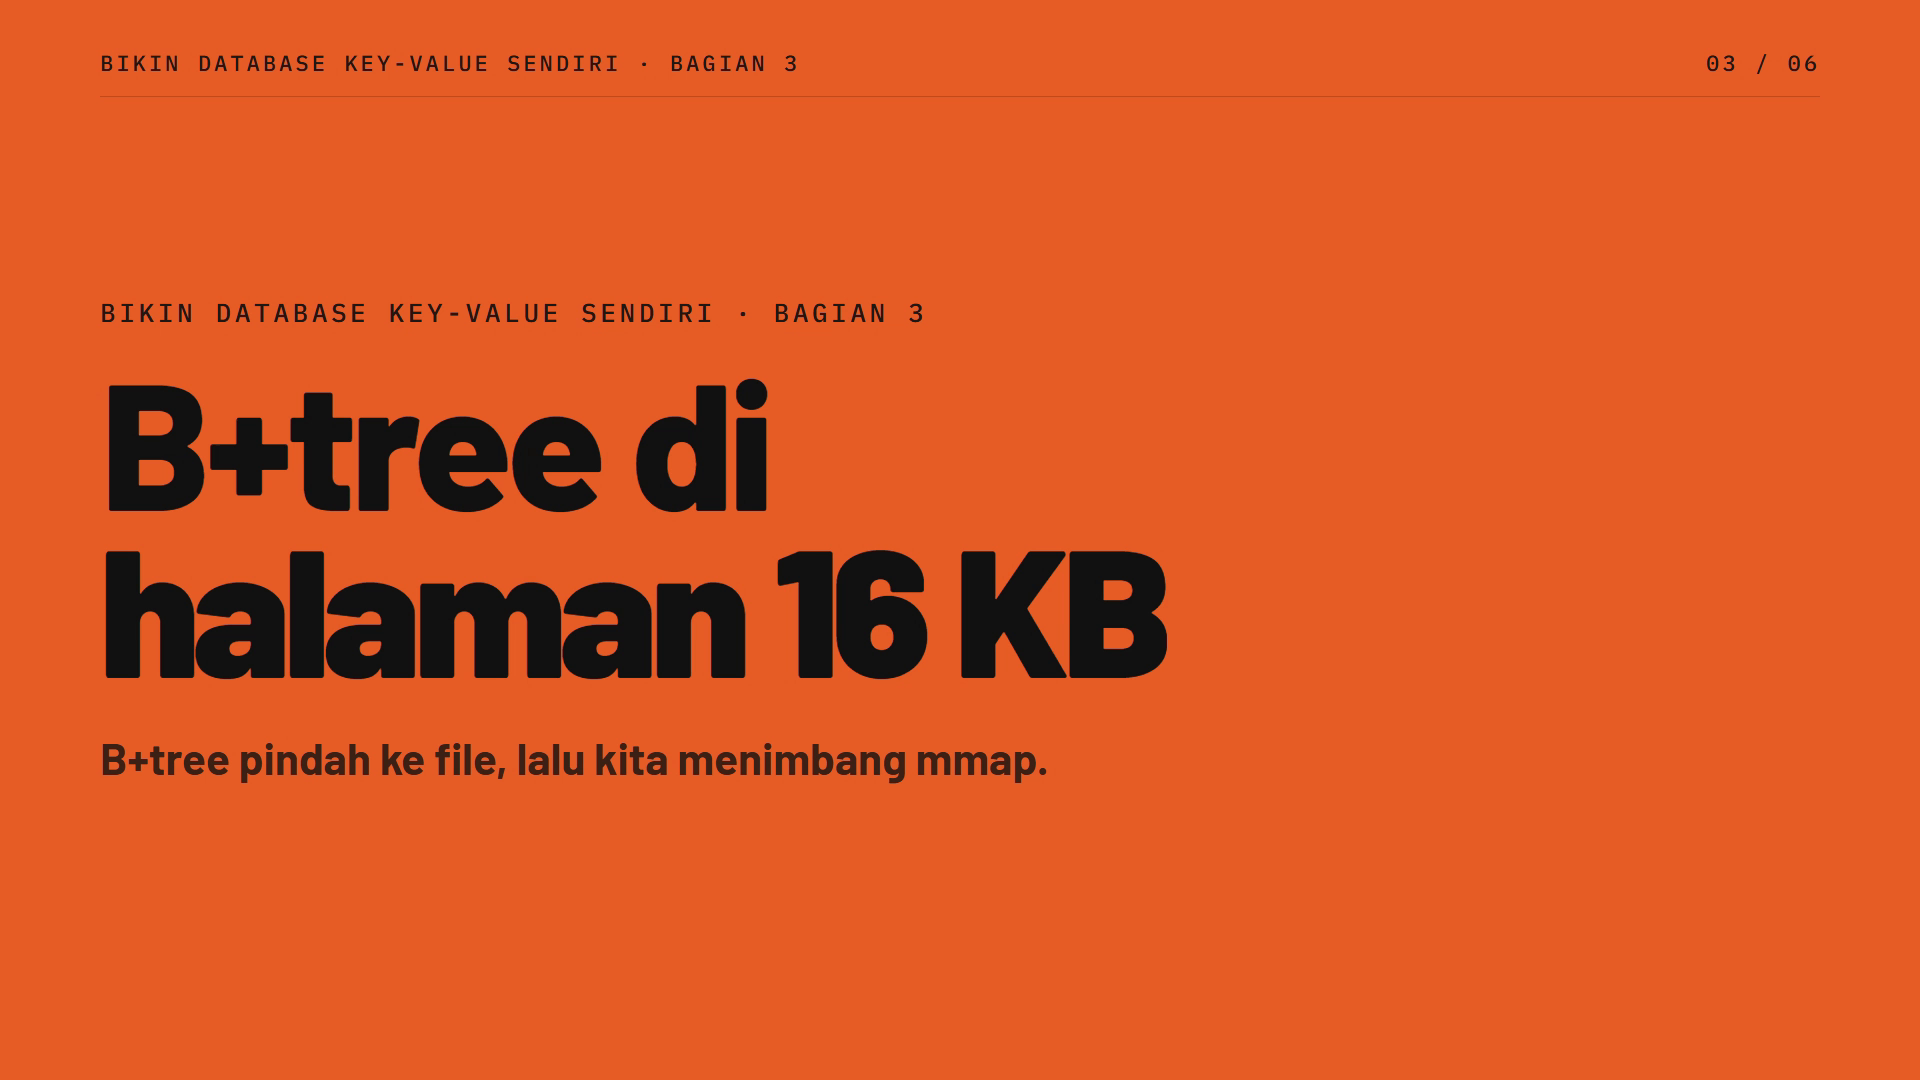 BIKIN DATABASE KEY-VALUE SENDIRI · BAGIAN 3
03 / 06
BIKIN DATABASE KEY-VALUE SENDIRI · BAGIAN 3
B+tree di
halaman 16 KB
B+tree pindah ke file, lalu kita menimbang mmap.